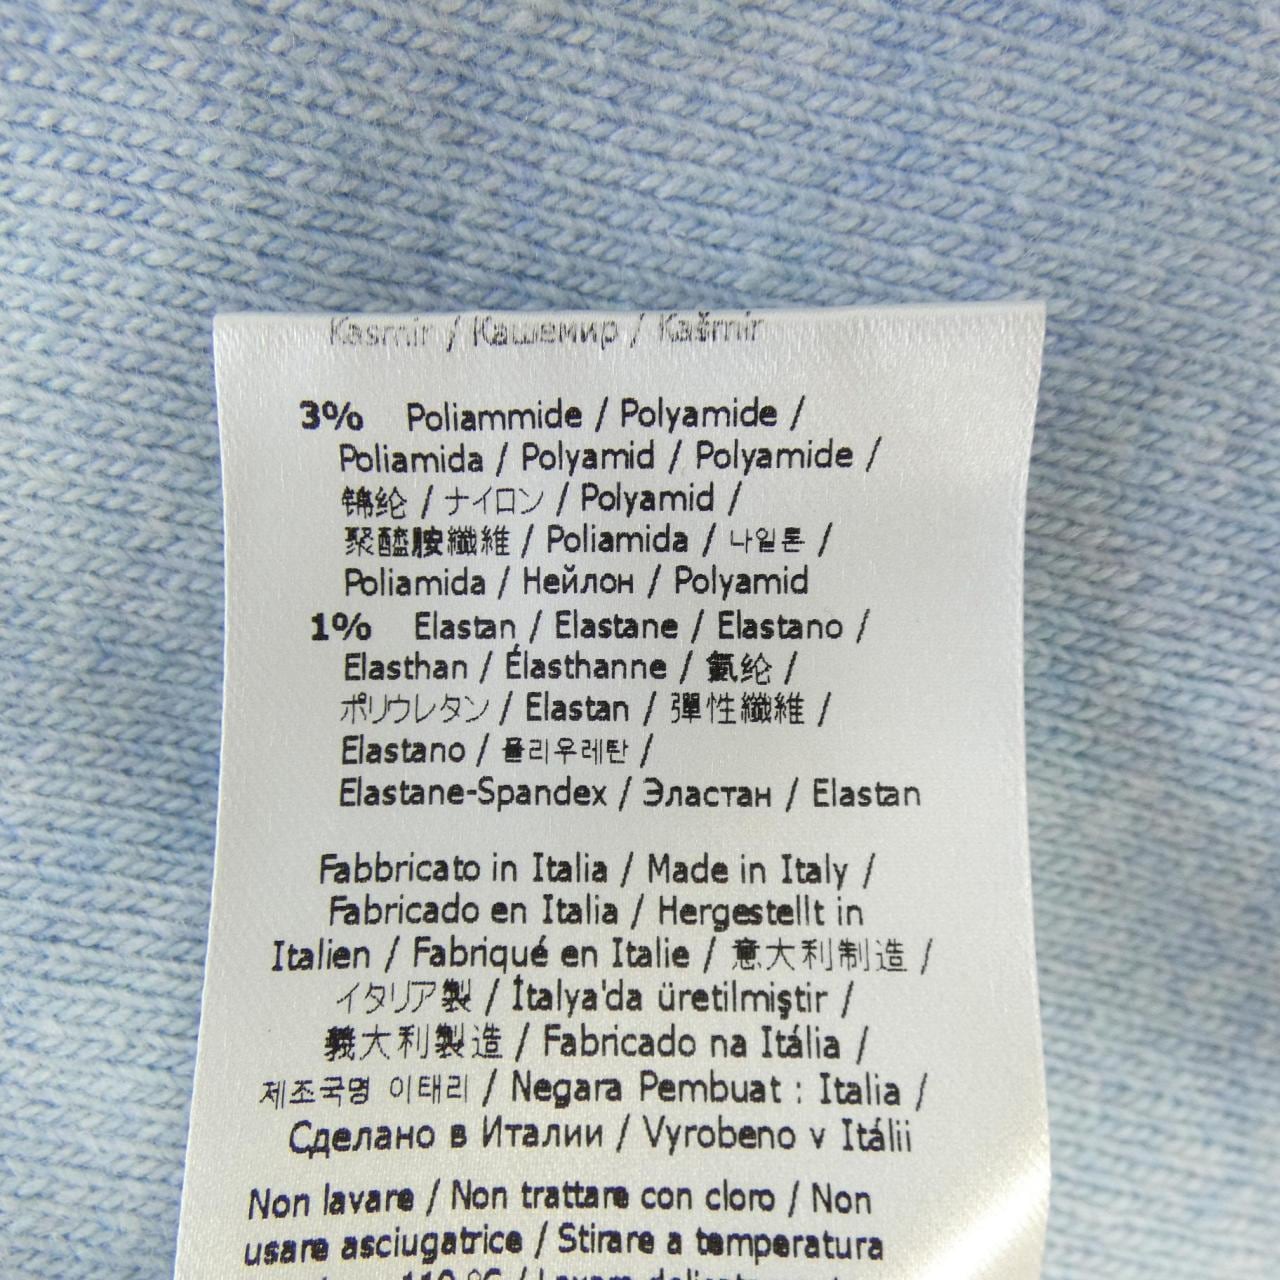 Kasmir / Кашемир / Kašmír
3% Poliammide / Polyamide /
Poliamida / Polyamid / Polyamide /
锦纶 / ナイロン / Polyamid /
聚醯胺纖維 / Poliamida / 나일론 /
Poliamida / Нейлон / Polyamid
1% Elastan / Elastane / Elastano /
Elasthan / Élasthanne / 氨纶 /
ポリウレタン / Elastan / 彈性纖維 /
Elastano / 폴리우레탄 /
Elastane-Spandex / Эластан / Elastan
Fabbricato in Italia / Made in Italy /
Fabricado en Italia / Hergestellt in
Italien / Fabriqué en Italie / 意大利制造 /
イタリア製 / İtalya'da üretilmiştir /
義大利製造 / Fabricado na Itália /
제조국명 이태리 / Negara Pembuat : Italia /
Сделано в Италии / Vyrobeno v Itálii
Non lavare / Non trattare con cloro / Non
usare asciugatrice / Stirare a temperatura
110 °C /